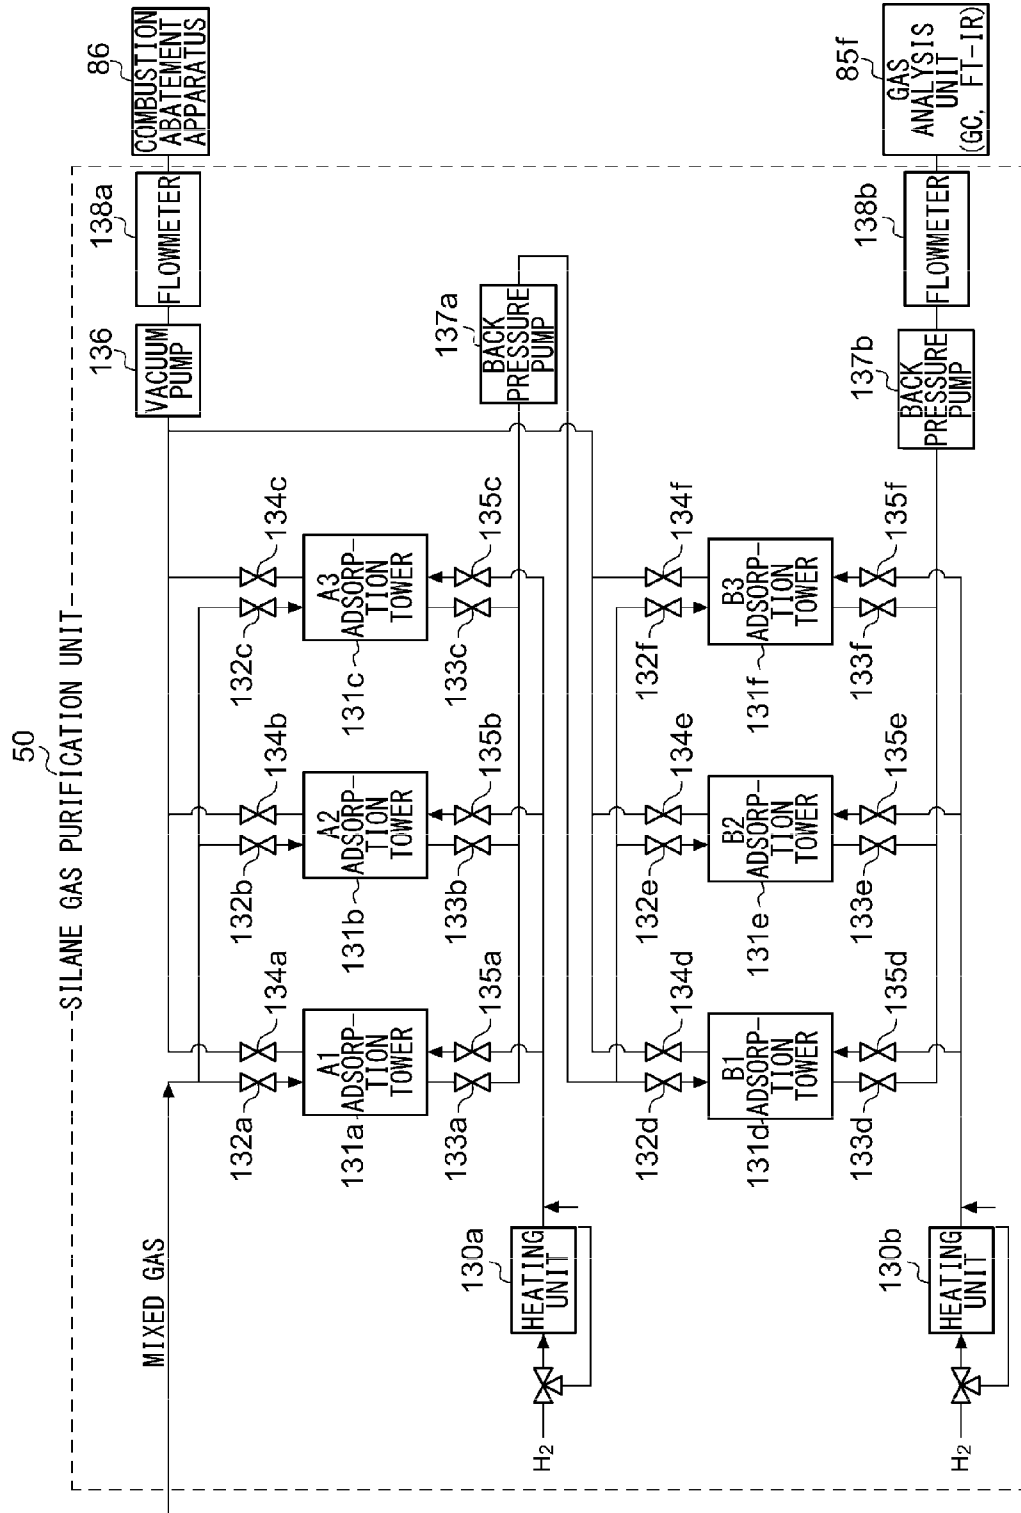 50
SILANE GAS PURIFICATION UNIT
MIXED GAS
132a
134a
132b
134b
132c
134c
136
VACUUM
PUMP
138a
FLOWMETER
86
COMBUSTION
ABATEMENT
APPARATUS
A1
ADSORP-
TION
TOWER
131a
A2
ADSORP-
TION
TOWER
131b
A3
ADSORP-
TION
TOWER
131c
133a
135a
133b
135b
133c
135c
137a
BACK
PRESSURE
PUMP
H2
130a
HEATING
UNIT
132d
134d
132e
134e
132f
134f
B1
ADSORP-
TION
TOWER
131d
B2
ADSORP-
TION
TOWER
131e
B3
ADSORP-
TION
TOWER
131f
133d
135d
133e
135e
133f
135f
137b
BACK
PRESSURE
PUMP
138b
FLOWMETER
85f
GAS
ANALYSIS
UNIT
(GC, FT-IR)
H2
130b
HEATING
UNIT